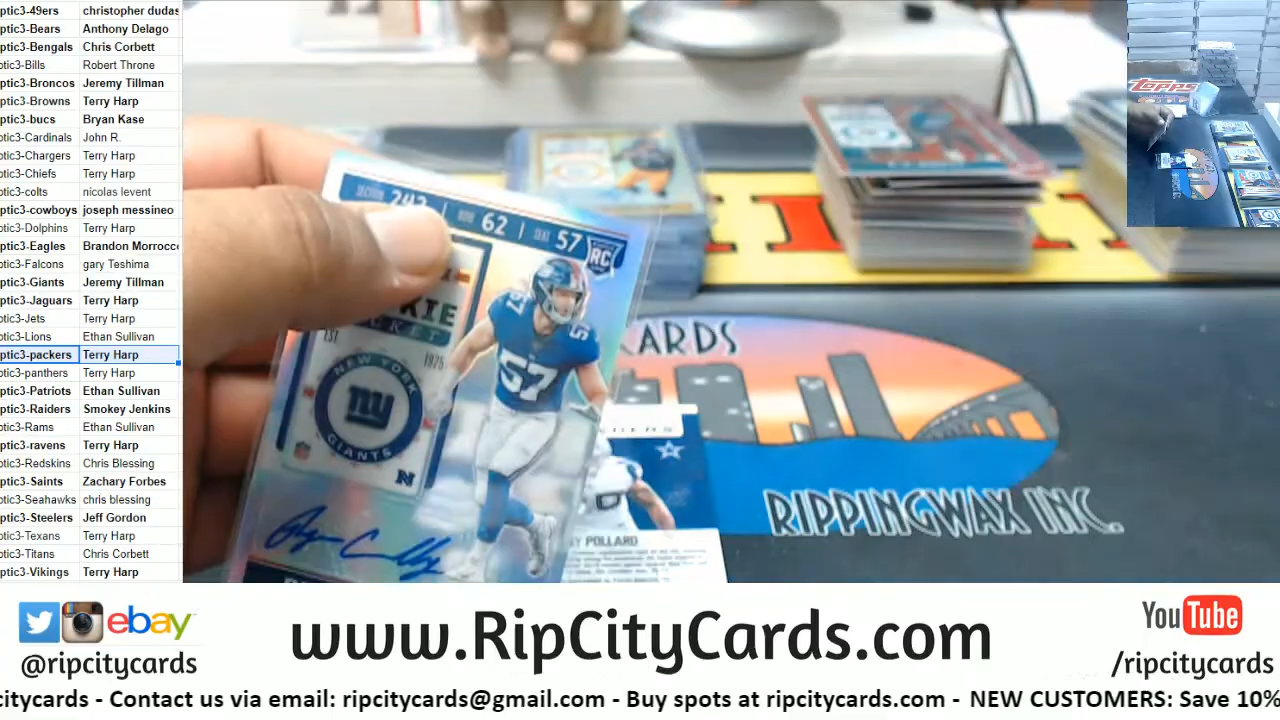 ptic3-49ers christopher dudas
ptic3-Bears Anthony Delago
ptic3-Bengals Chris Corbett
ptic3-Bills Robert Throne
ptic3-Broncos Jeremy Tillman
ptic3-Browns Terry Harp
ptic3-bucs Bryan Kase
ptic3-Cardinals John R.
ptic3-Chargers Terry Harp
ptic3-Chiefs Terry Harp
ptic3-colts nicolas levent
ptic3-cowboys joseph messineo
ptic3-Dolphins Terry Harp
ptic3-Eagles Brandon Morrocc
ptic3-Falcons gary Teshima
ptic3-Giants Jeremy Tillman
ptic3-Jaguars Terry Harp
ptic3-Jets Terry Harp
ptic3-Lions Ethan Sullivan
ptic3-packers Terry Harp
ptic3-panthers Terry Harp
ptic3-Patriots Ethan Sullivan
ptic3-Raiders Smokey Jenkins
ptic3-Rams Ethan Sullivan
ptic3-ravens Terry Harp
ptic3-Redskins Chris Blessing
ptic3-Saints Zachary Forbes
ptic3-Seahawks chris blessing
ptic3-Steelers Jeff Gordon
ptic3-Texans Terry Harp
ptic3-Titans Chris Corbett
ptic3-Vikings Terry Harp
Topps
SECTION 242 | ROW 62 | SEAT 57
RC
EST 1925
NEW YORK
ny
GIANTS
57
N
CARDS
RIPPINGWAX INC.
POLLARD
ebay
@ripcitycards
www.RipCityCards.com
YouTube
/ripcitycards
citycards - Contact us via email: ripcitycards@gmail.com - Buy spots at ripcitycards.com - NEW CUSTOMERS: Save 10%